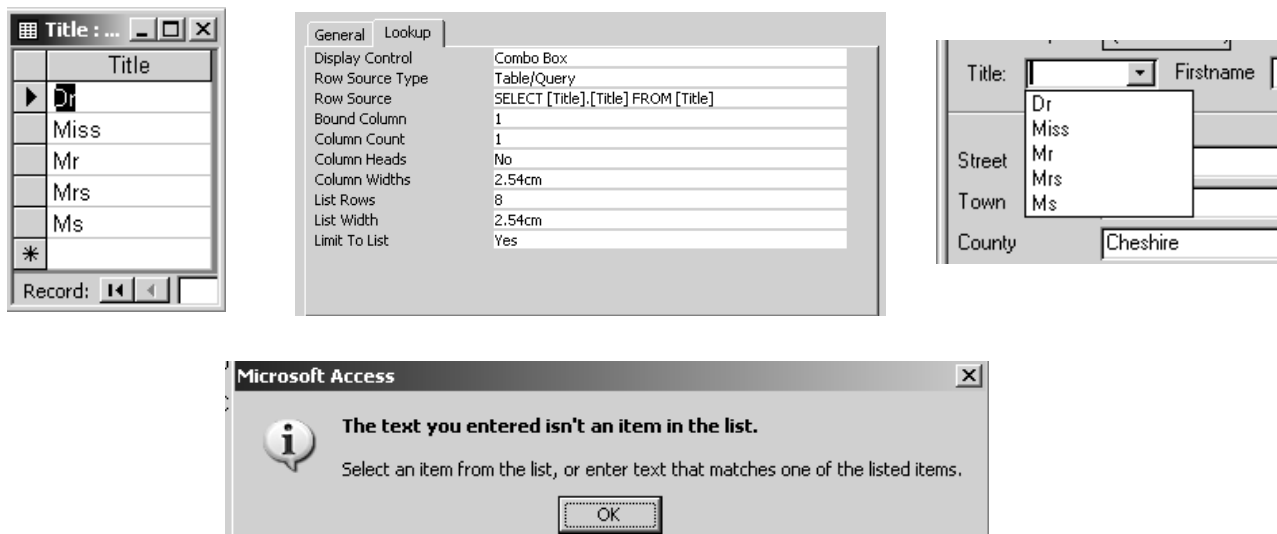 Title : ...
Title
Dr
Miss
Mr
Mrs
Ms
Record:
General Lookup
Display Control Combo Box
Row Source Type Table/Query
Row Source SELECT [Title].[Title] FROM [Title]
Bound Column 1
Column Count 1
Column Heads No
Column Widths 2.54cm
List Rows 8
List Width 2.54cm
Limit To List Yes
Title: Firstname
Dr
Miss
Mr
Mrs
Ms
Street
Town
County Cheshire
Microsoft Access
The text you entered isn't an item in the list.
Select an item from the list, or enter text that matches one of the listed items.
OK